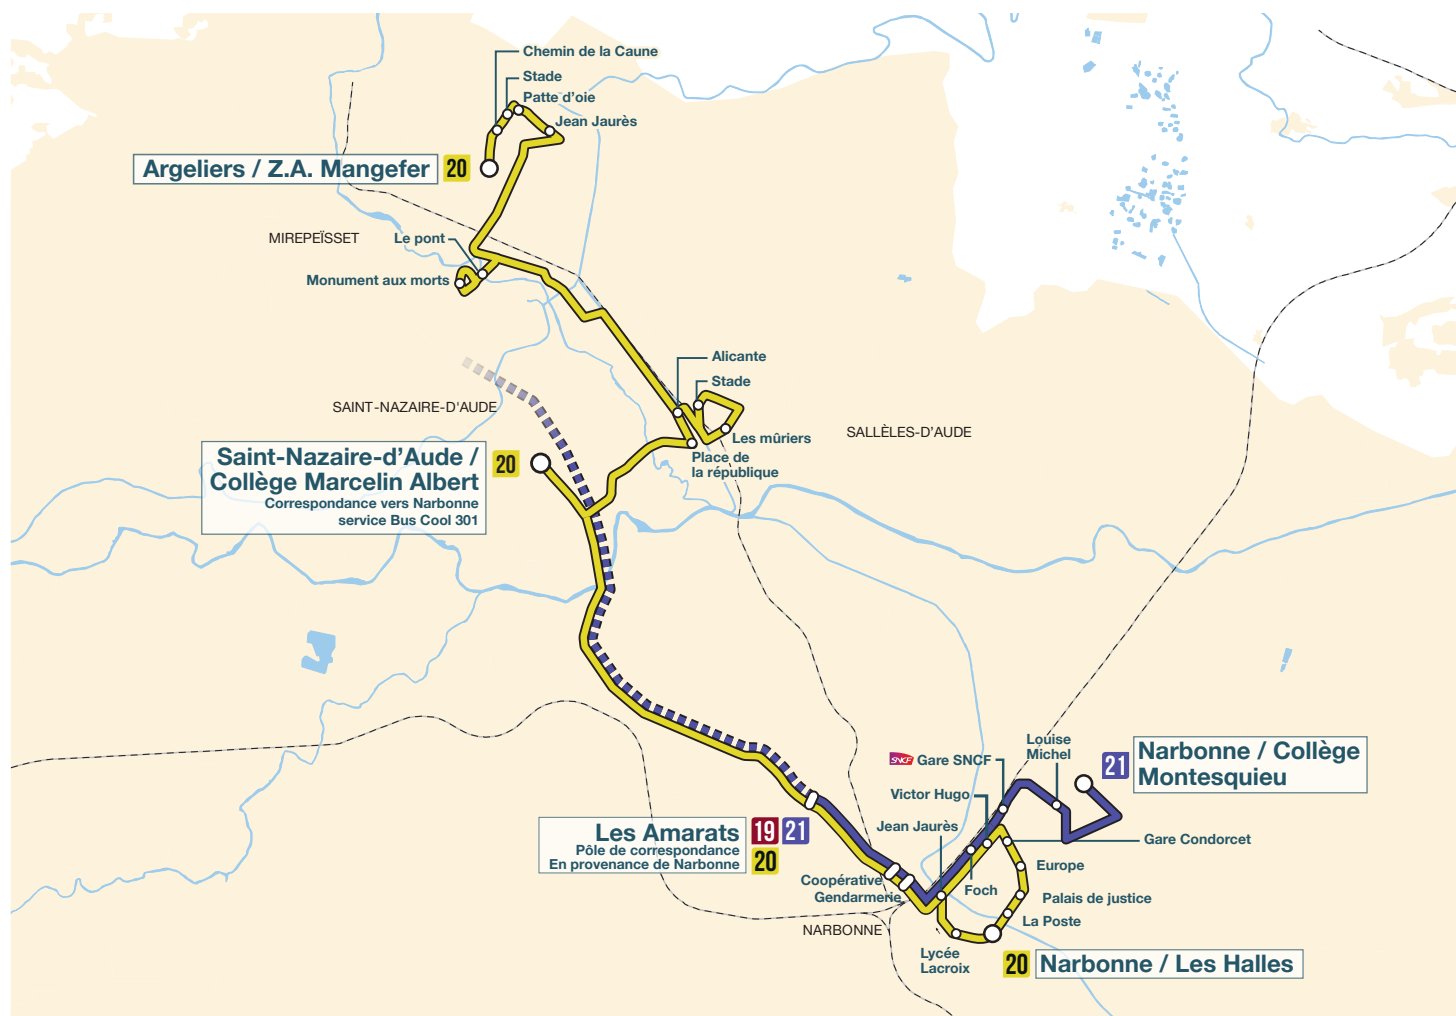 Chemin de la Caune
Stade
Patte d'oie
Jean Jaurès
Argeliers / Z.A. Mangefer 20
MIREPEÏSSET
Le pont
Monument aux morts
Alicante
Stade
SAINT-NAZAIRE-D'AUDE
Les mûriers
SALLÈLES-D'AUDE
Place de
la république
Saint-Nazaire-d'Aude /
Collège Marcelin Albert
Correspondance vers Narbonne
service Bus Cool 301
20
Louise
Michel
SNCF Gare SNCF
21
Narbonne / Collège
Montesquieu
Victor Hugo
Jean Jaurès
Les Amarats 19 21
Pôle de correspondance
En provenance de Narbonne
20
Gare Condorcet
Europe
Coopérative
Gendarmerie
Foch
Palais de justice
La Poste
NARBONNE
Lycée
Lacroix
20 Narbonne / Les Halles